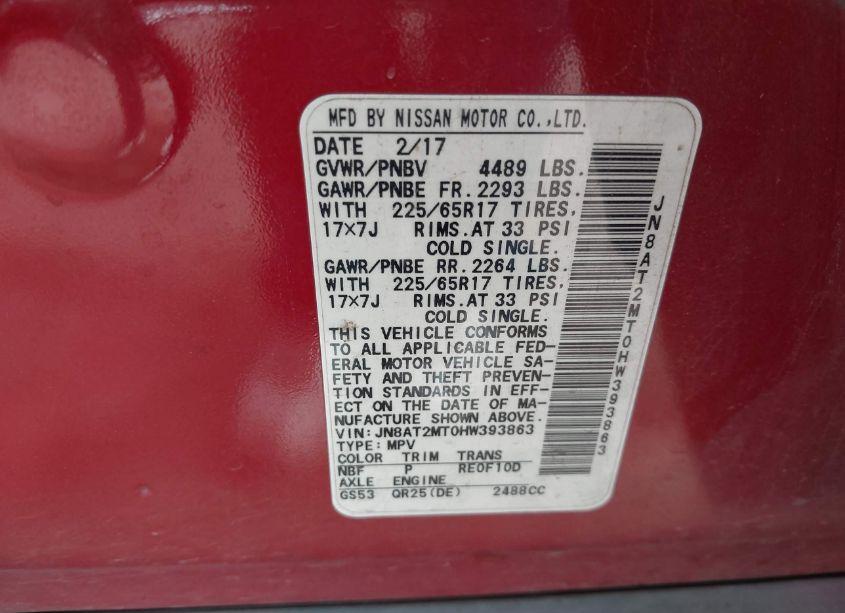 MFD BY NISSAN MOTOR CO.,LTD.
DATE 2/17
GVWR/PNBV 4489 LBS.
GAWR/PNBE FR. 2293 LBS.
WITH 225/65R17 TIRES,
17×7J RIMS.AT 33 PSI
COLD SINGLE.
GAWR/PNBE RR. 2264 LBS.
WITH 225/65R17 TIRES,
17×7J RIMS.AT 33 PSI
COLD SINGLE.
THIS VEHICLE CONFORMS
TO ALL APPLICABLE FED-
ERAL MOTOR VEHICLE SA-
FETY AND THEFT PREVEN-
TION STANDARDS IN EFF-
ECT ON THE DATE OF MA-
NUFACTURE SHOWN ABOVE.
VIN:JN8AT2MT0HW393863
TYPE:MPV
COLOR TRIM TRANS
NBF P RE0F10D
AXLE ENGINE
GS53 QR25(DE) 2488CC
JN8AT2MT0HW393863